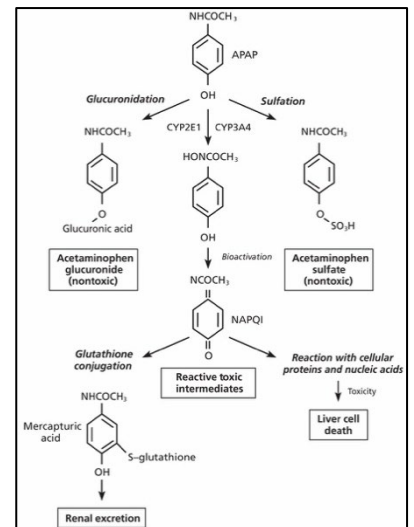 NHCOCH₃
APAP
OH
Glucuronidation
Sulfation
CYP2E1
CYP3A4
NHCOCH₃
HONCOCH₃
NHCOCH₃
O
Glucuronic acid
O
SO₃H
OH
Acetaminophen
glucuronide
(nontoxic)
Bioactivation
Acetaminophen
sulfate
(nontoxic)
NCOCH₃
NAPQI
O
Glutathione
conjugation
Reactive toxic
intermediates
Reaction with cellular
proteins and nucleic acids
Toxicity
Liver cell
death
NHCOCH₃
Mercapturic
acid
S–glutathione
OH
Renal excretion